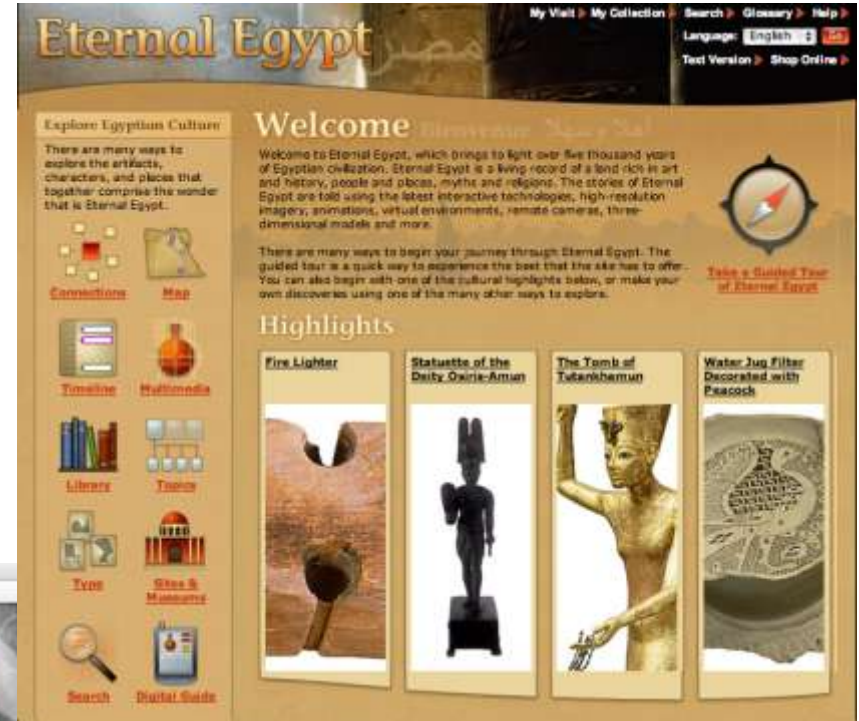 My Visit My Collection Search Glossary Help
Eternal Egypt
Language: English
Text Version Shop Online
Explore Egyptian Culture
There are many ways to
explore the artifacts,
characters, and places that
together comprise the wonder
that is Eternal Egypt.
Connections Map
Timeline Multimedia
Library Topics
Type Sites &
Museums
Search Digital Guide
Welcome Bienvenue أهلا وسهلا
Welcome to Eternal Egypt, which brings to light over five thousand years
of Egyptian civilization. Eternal Egypt is a living record of a land rich in art
and history, people and places, myths and religions. The stories of Eternal
Egypt are told using the latest interactive technologies, high-resolution
imagery, animations, virtual environments, remote cameras, three-
dimensional models and more.
There are many ways to begin your journey through Eternal Egypt. The
guided tour is a quick way to experience the best that the site has to offer.
You can also begin with one of the cultural highlights below, or make your
own discoveries using one of the many other ways to explore.
Take a Guided Tour
of Eternal Egypt
Highlights
Fire Lighter
Statuette of the
Deity Osiris-Amun
The Tomb of
Tutankhamun
Water Jug Filter
Decorated with
Peacock